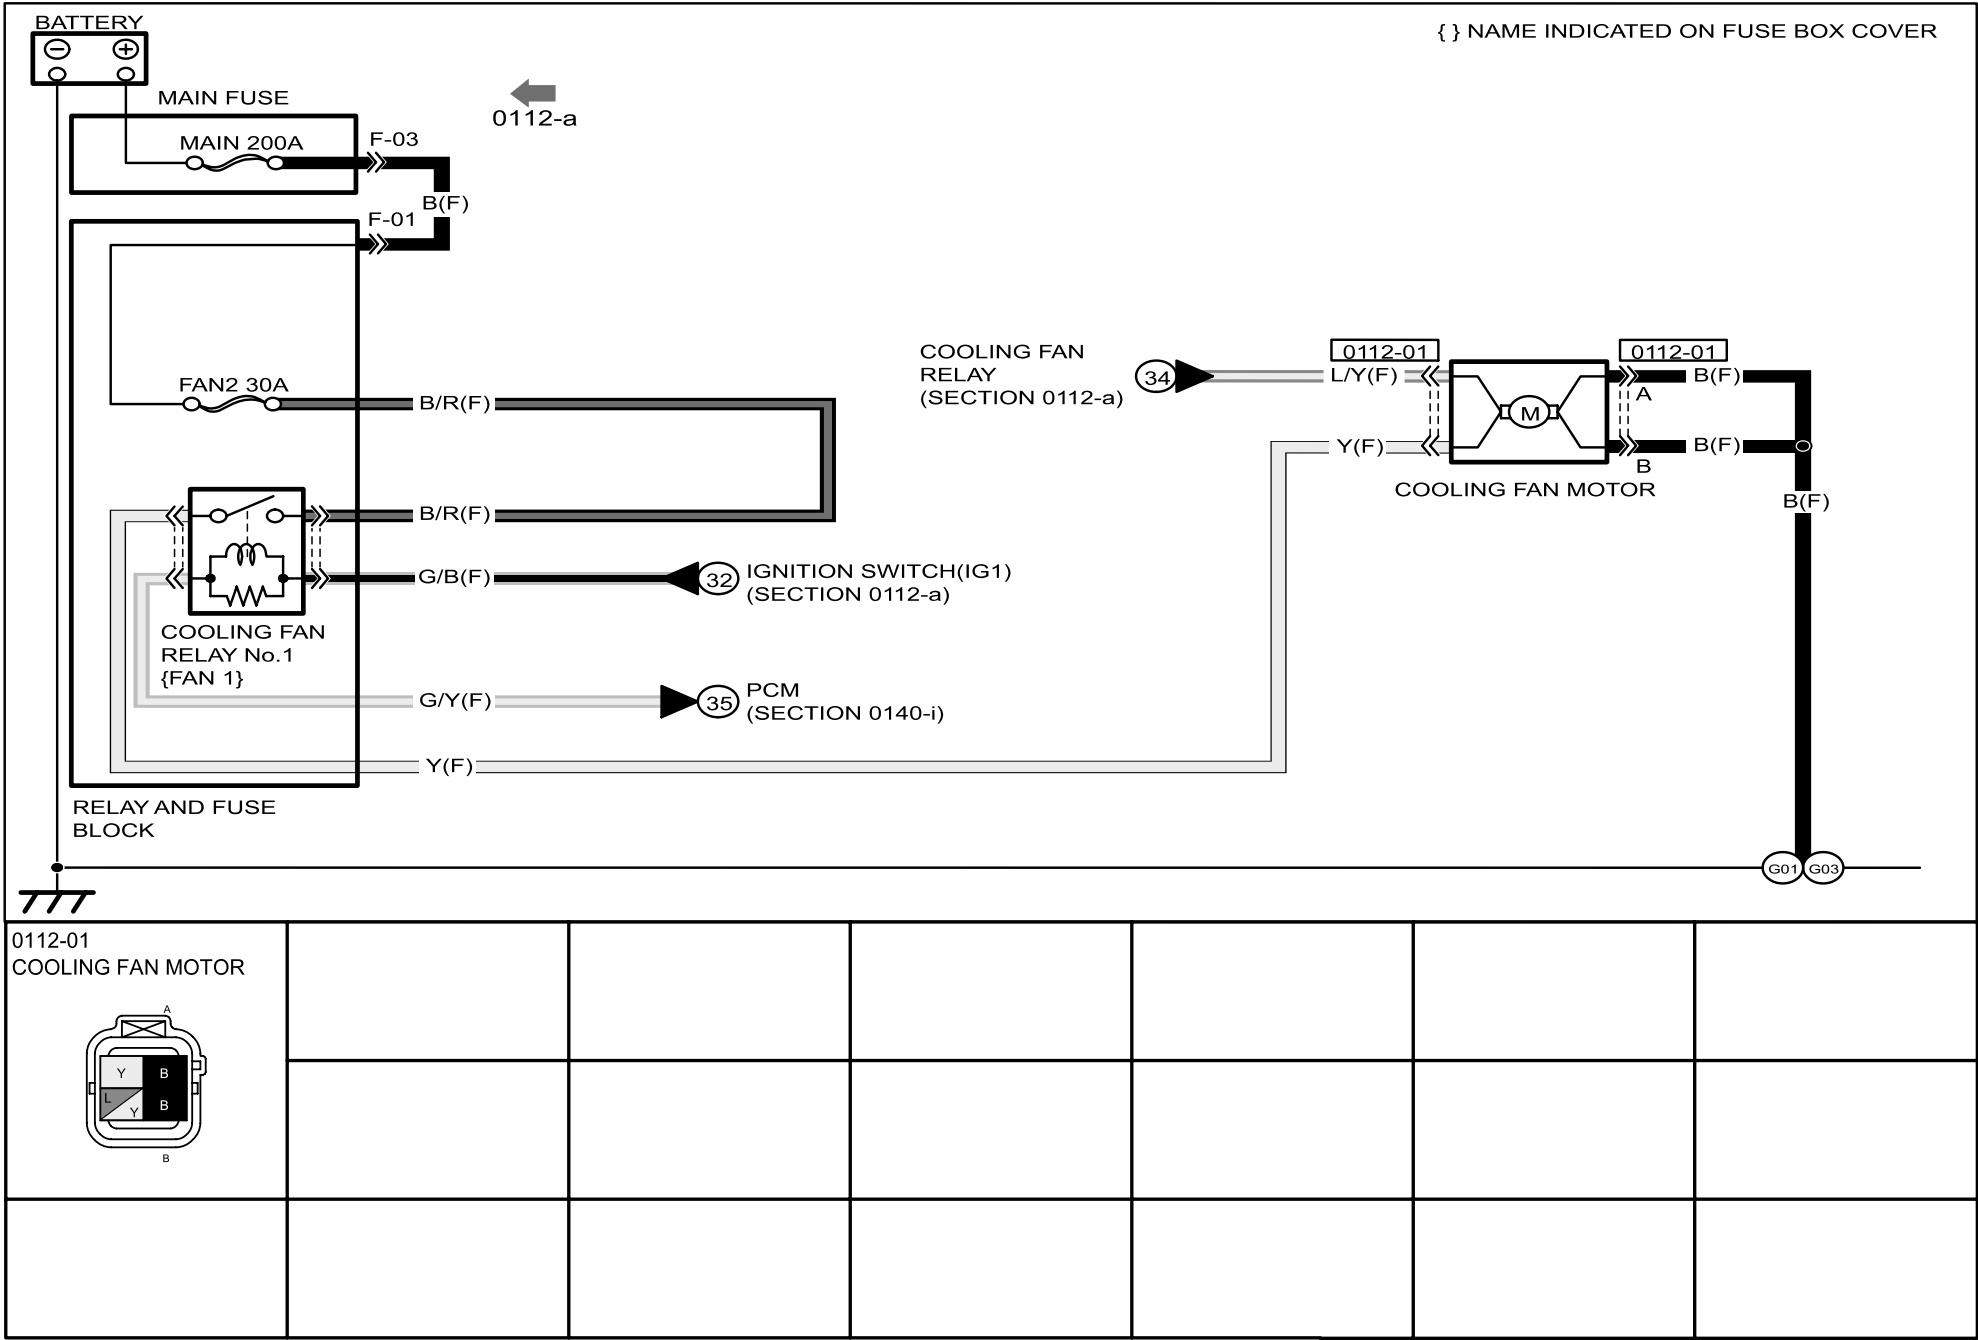 BATTERY
{ } NAME INDICATED ON FUSE BOX COVER
− +
MAIN FUSE
0112-a
MAIN 200A
F-03
B(F)
F-01
COOLING FAN
RELAY
(SECTION 0112-a)
34
0112-01
L/Y(F)
0112-01
B(F)
A
FAN2 30A
B/R(F)
M
Y(F)
B(F)
B
COOLING FAN MOTOR
B(F)
B/R(F)
G/B(F)
32
IGNITION SWITCH(IG1)
(SECTION 0112-a)
COOLING FAN
RELAY No.1
{FAN 1}
G/Y(F)
35
PCM
(SECTION 0140-i)
Y(F)
RELAY AND FUSE
BLOCK
G01 G03
0112-01
COOLING FAN MOTOR
A
Y B
L Y B
B